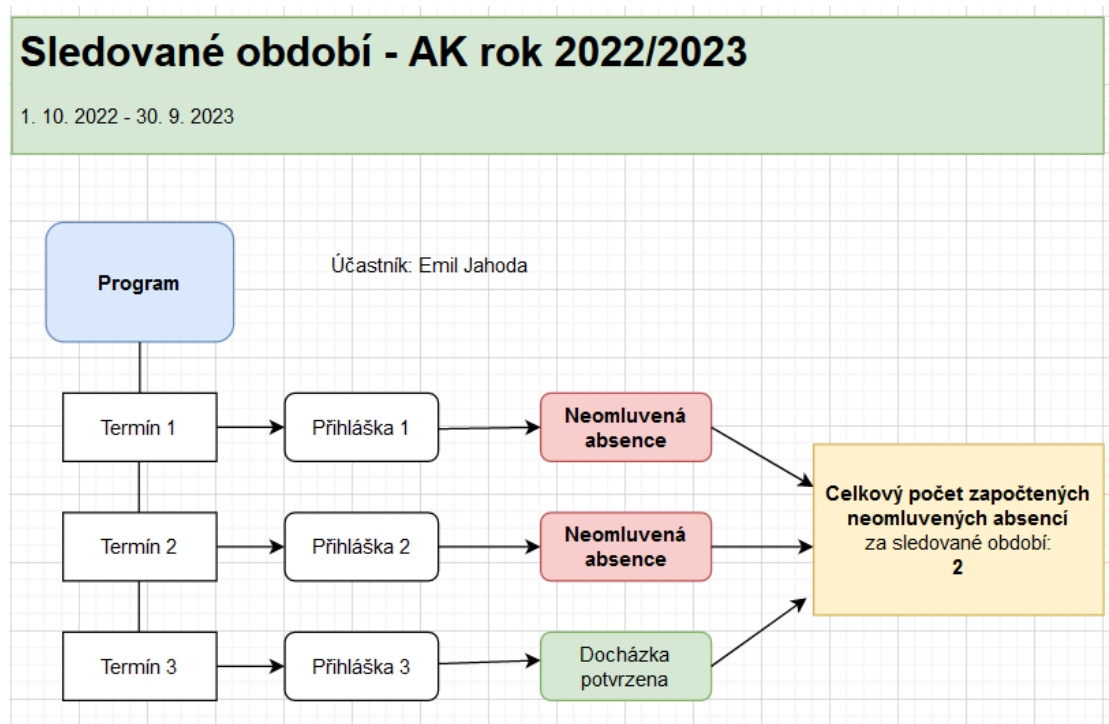 Sledované období - AK rok 2022/2023
1. 10. 2022 - 30. 9. 2023
Program
Účastník: Emil Jahoda
Termín 1
Přihláška 1
Neomluvená
absence
Termín 2
Přihláška 2
Neomluvená
absence
Termín 3
Přihláška 3
Docházka
potvrzena
Celkový počet započtených
neomluvených absencí
za sledované období:
2